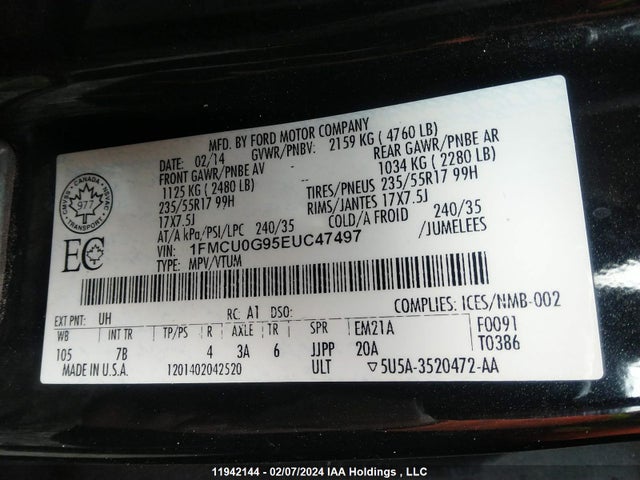 MFD. BY FORD MOTOR COMPANY
DATE: 02/14 GVWR/PNBV: 2159 KG ( 4760 LB)
FRONT GAWR/PNBE AV REAR GAWR/PNBE AR
1125 KG ( 2480 LB) 1034 KG ( 2280 LB)
235/55R17 99H TIRES/PNEUS 235/55R17 99H
17X7.5J RIMS/JANTES 17X7.5J
AT/A kPa/PSI/LPC 240/35 COLD/A FROID 240/35
VIN: 1FMCU0G95EUC47497 /JUMELEES
TYPE: MPV/VTUM
CANADA
CMVSS NSVAC
977
EC
COMPLIES: ICES/NMB-002
EXT PNT: UH RC: A1 DSO:
WB INT TR TP/PS R AXLE TR SPR EM21A F0091
105 7B 4 3A 6 JJPP 20A T0386
MADE IN U.S.A. 1201402042520 ULT ▽5U5A-3520472-AA
11942144 - 02/07/2024 IAA Holdings , LLC